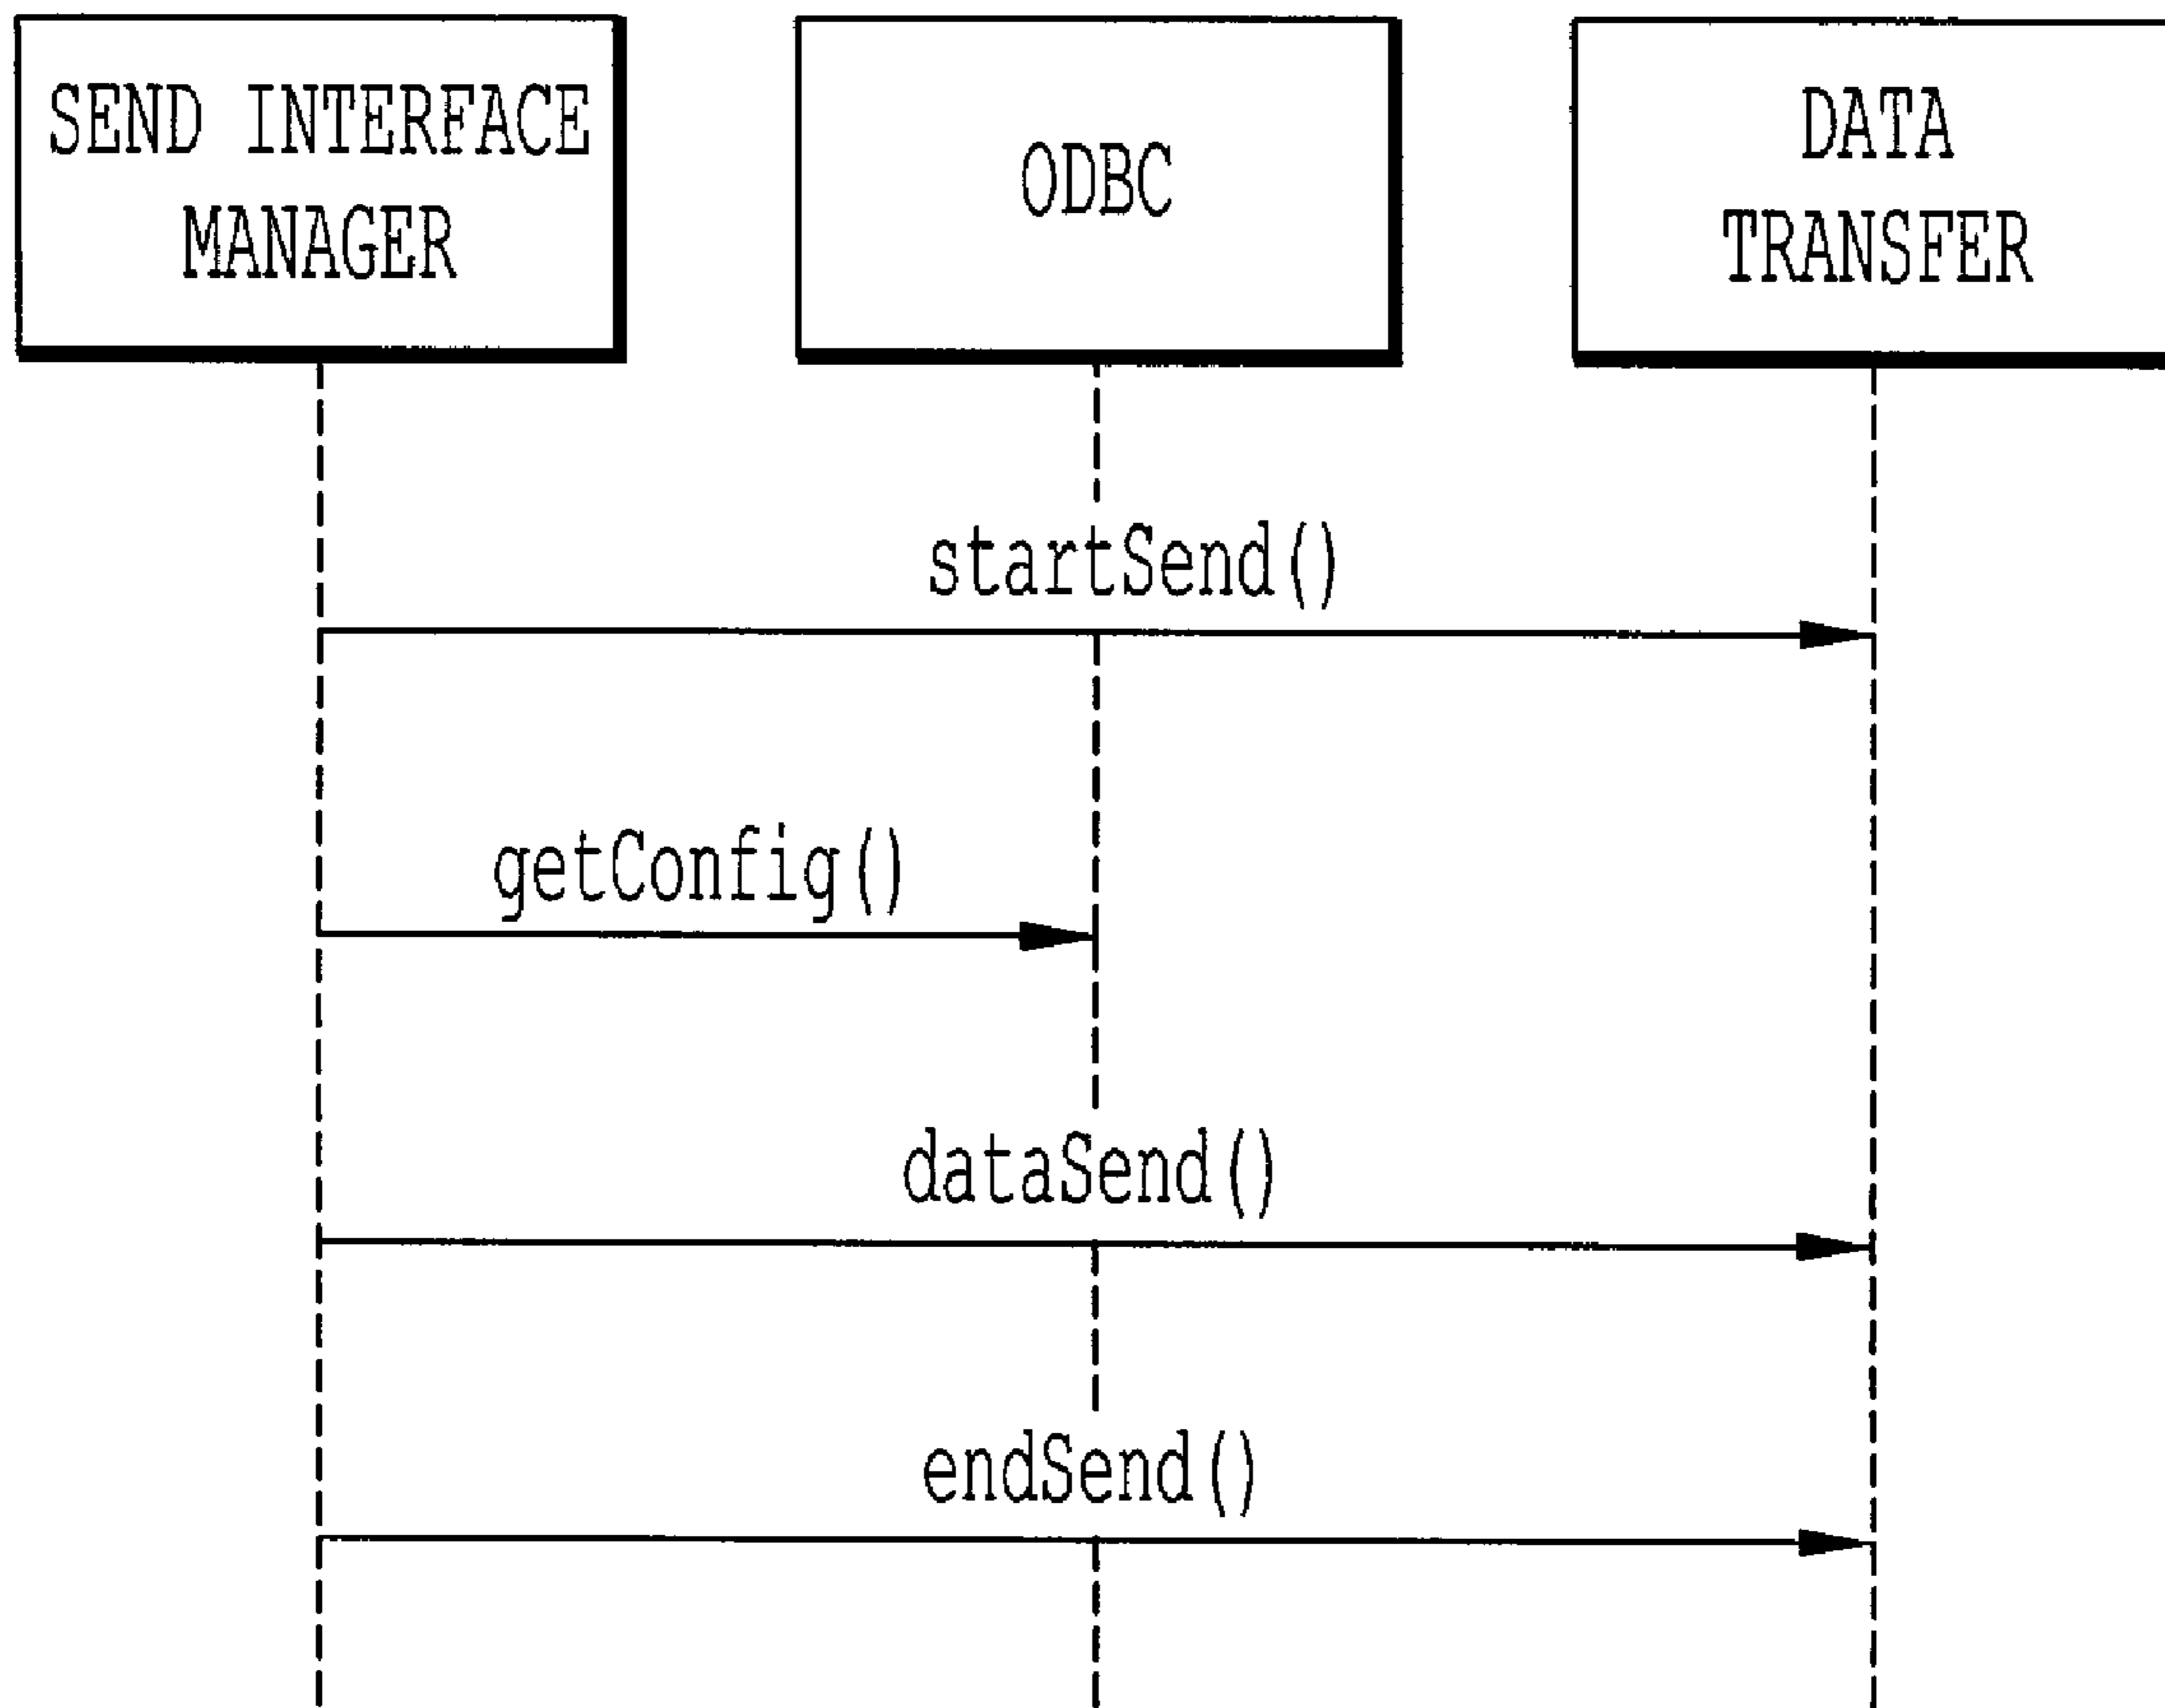 SEND INTERFACE
MANAGER
ODBC
DATA
TRANSFER
startSend()
getConfig()
dataSend()
endSend()